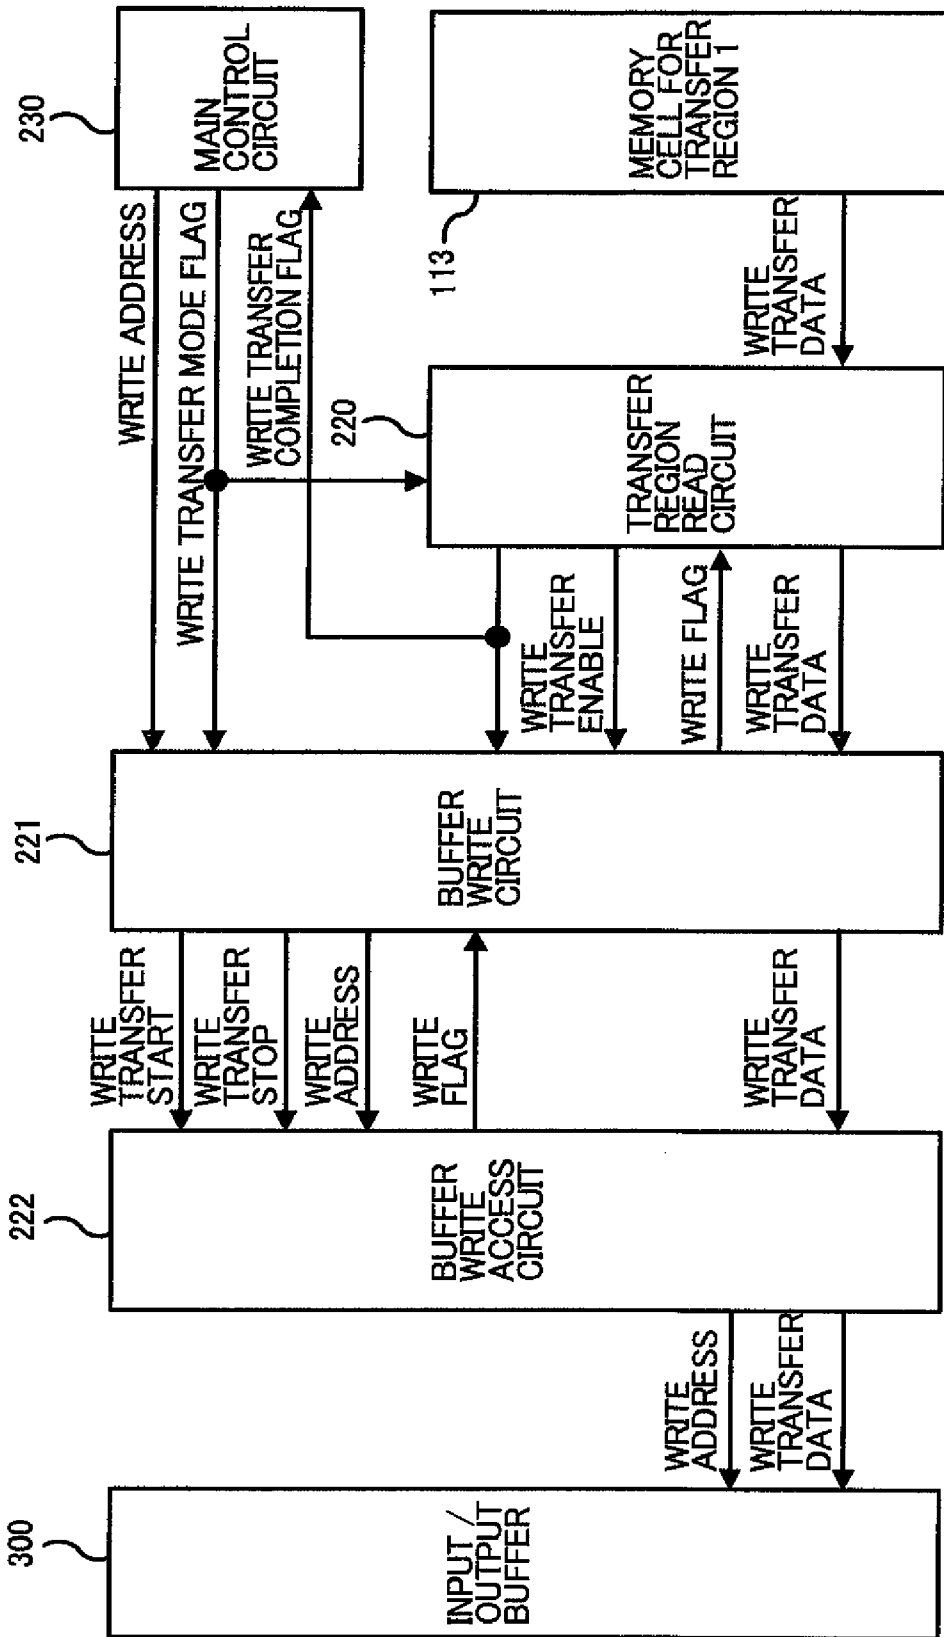 300
222
221
230
WRITE
TRANSFER
START
WRITE
TRANSFER
STOP
WRITE
ADDRESS
WRITE
FLAG
WRITE
TRANSFER
DATA
WRITE ADDRESS
WRITE TRANSFER MODE FLAG
WRITE TRANSFER
COMPLETION FLAG
MAIN
CONTROL
CIRCUIT
INPUT /
OUTPUT
BUFFER
BUFFER
WRITE
ACCESS
CIRCUIT
BUFFER
WRITE
CIRCUIT
220
113
WRITE
TRANSFER
ENABLE
WRITE FLAG
WRITE
TRANSFER
DATA
TRANSFER
REGION
READ
CIRCUIT
MEMORY
CELL FOR
TRANSFER
REGION 1
WRITE
ADDRESS
WRITE
TRANSFER
DATA
WRITE
TRANSFER
DATA